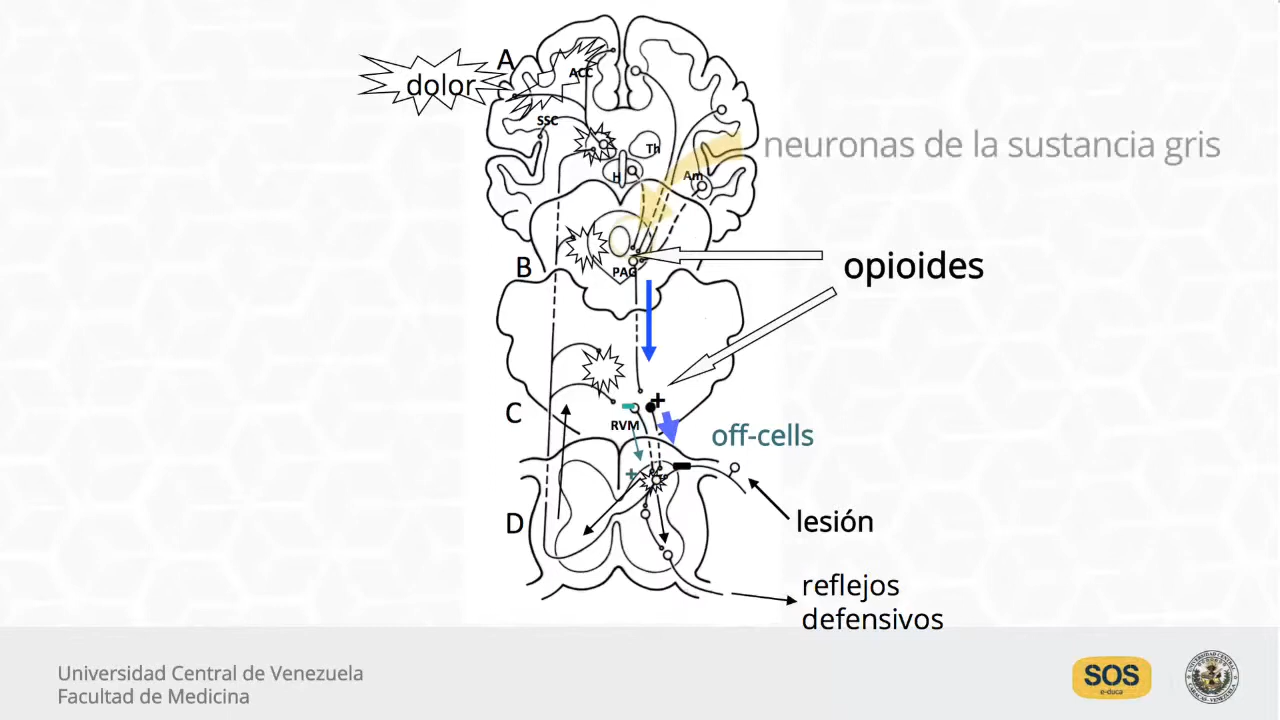 A
dolor
ACC
SSC
Th
neuronas de la sustancia gris
H
Am
B
PAG
opioides
+
C
-
RVM
off-cells
+
-
D
lesión
reflejos
defensivos
Universidad Central de Venezuela
Facultad de Medicina
SOS
e-duca